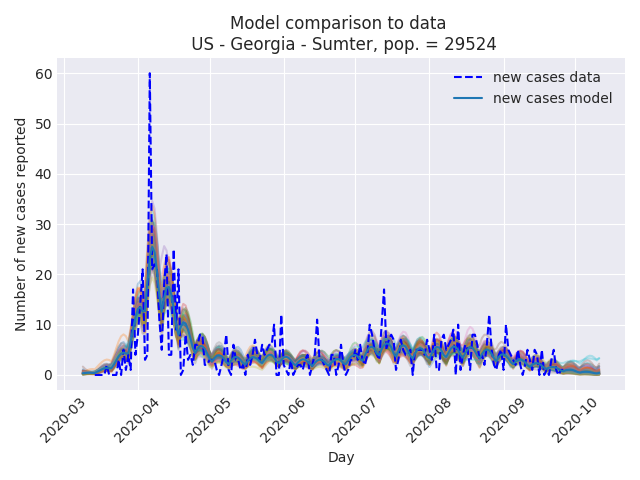 Model comparison to data
US - Georgia - Sumter, pop. = 29524
new cases data
new cases model
Number of new cases reported
60
50
40
30
20
10
0
2020-03
2020-04
2020-05
2020-06
2020-07
2020-08
2020-09
2020-10
Day